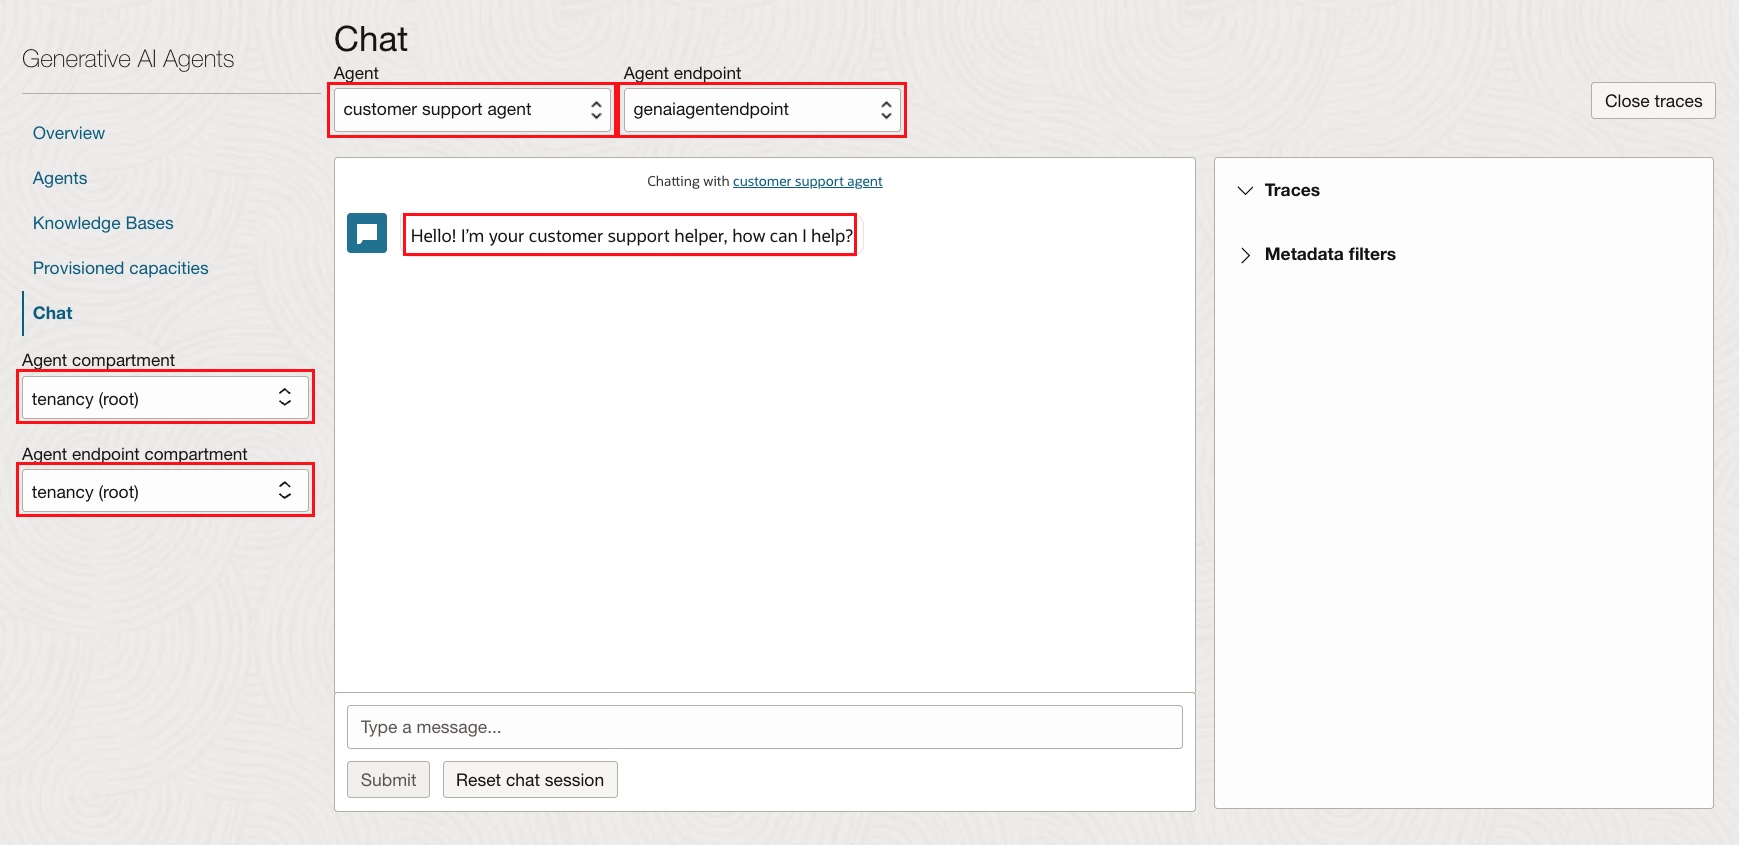 Generative AI Agents
Overview
Agents
Knowledge Bases
Provisioned capacities
Chat
Agent compartment
tenancy (root)
Agent endpoint compartment
tenancy (root)
Chat
Agent
Agent endpoint
customer support agent
genaiagentendpoint
Close traces
Chatting with customer support agent
Hello! I'm your customer support helper, how can I help?
Type a message...
Submit
Reset chat session
Traces
Metadata filters